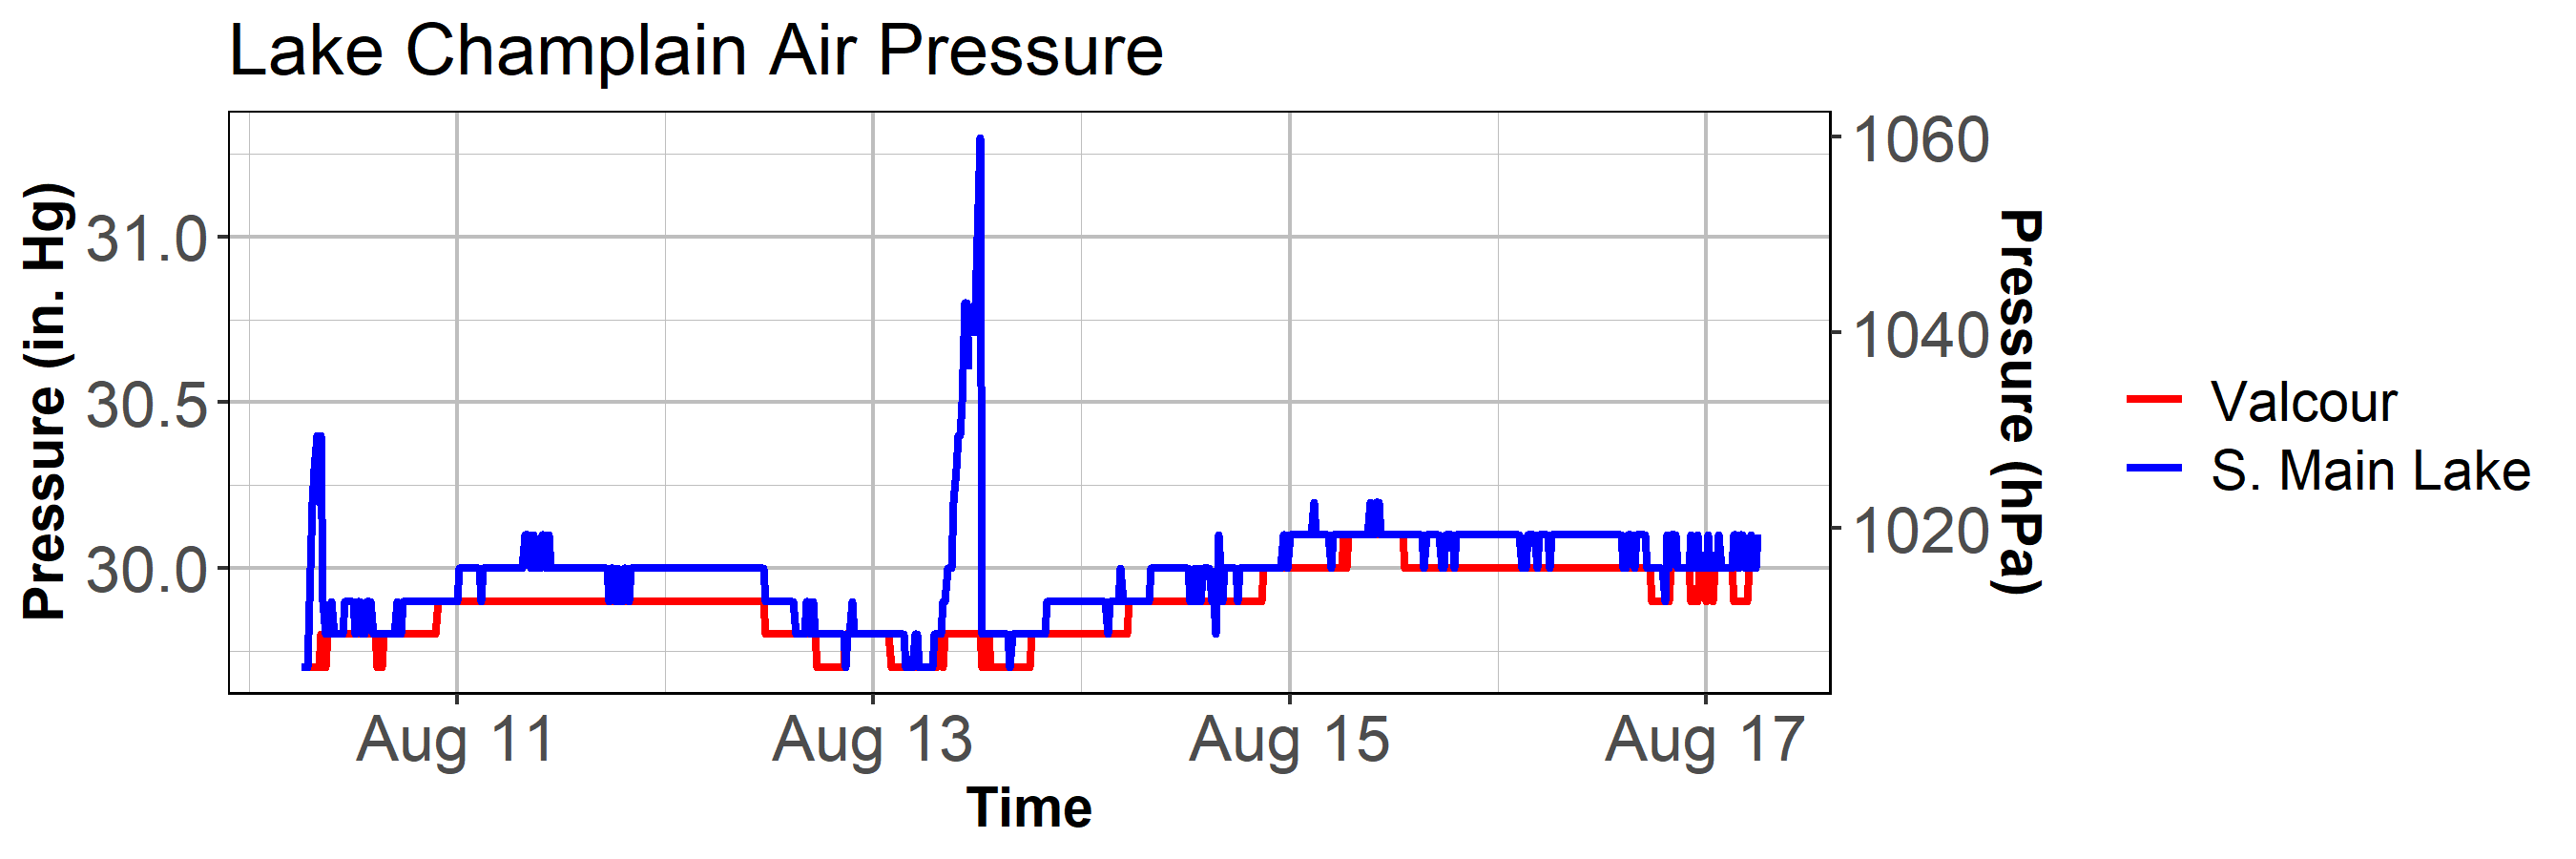 Lake Champlain Air Pressure
Pressure (in. Hg)
31.0
30.5
30.0
1060
1040
1020
Pressure (hPa)
Aug 11
Aug 13
Aug 15
Aug 17
Time
Valcour
S. Main Lake